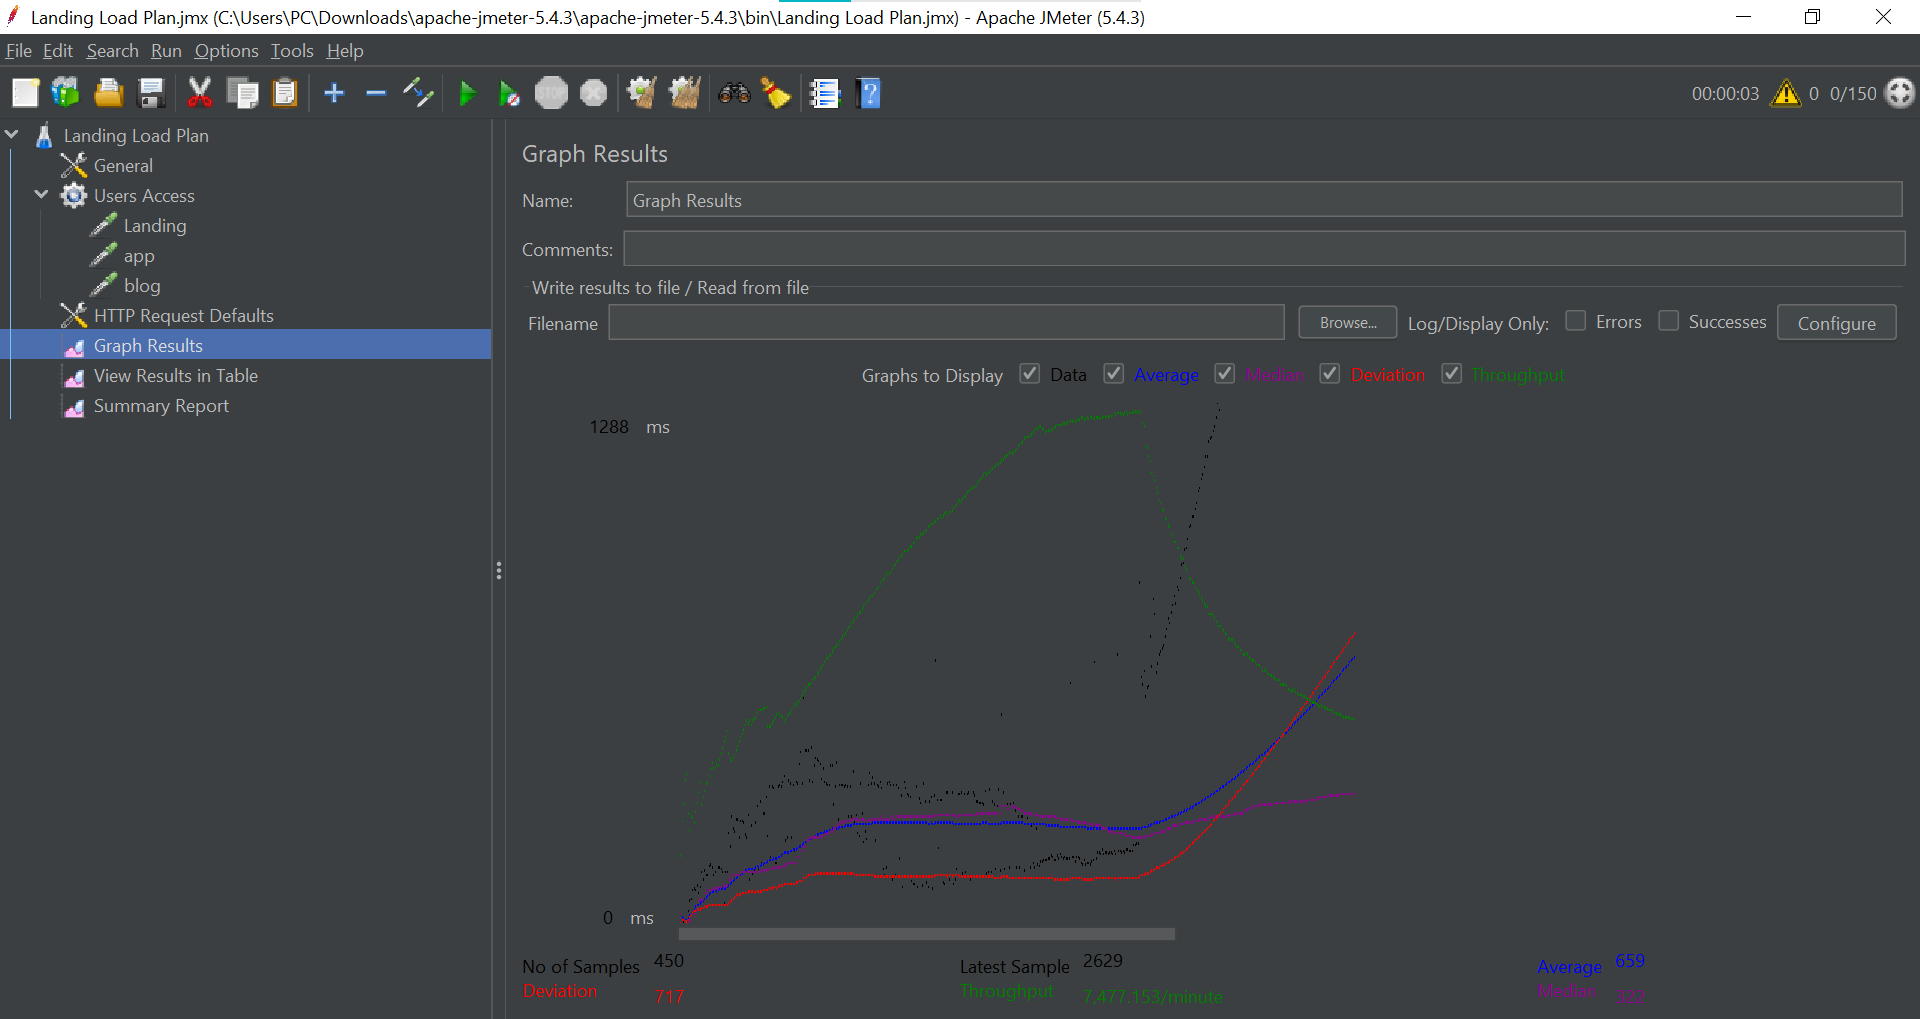 Landing Load Plan.jmx (C:\Users\PC\Downloads\apache-jmeter-5.4.3\apache-jmeter-5.4.3\bin\Landing Load Plan.jmx) - Apache JMeter (5.4.3)
File Edit Search Run Options Tools Help
STOP
00:00:03 0 0/150
Landing Load Plan
General
Users Access
Landing
app
blog
HTTP Request Defaults
Graph Results
View Results in Table
Summary Report
Graph Results
Name: Graph Results
Comments:
Write results to file / Read from file
Filename Browse... Log/Display Only: Errors Successes Configure
Graphs to Display Data Average Median Deviation Throughput
1288 ms
0 ms
No of Samples 450 Latest Sample 2629 Average 659
Deviation 717 Throughput 7,477.153/minute Median 322